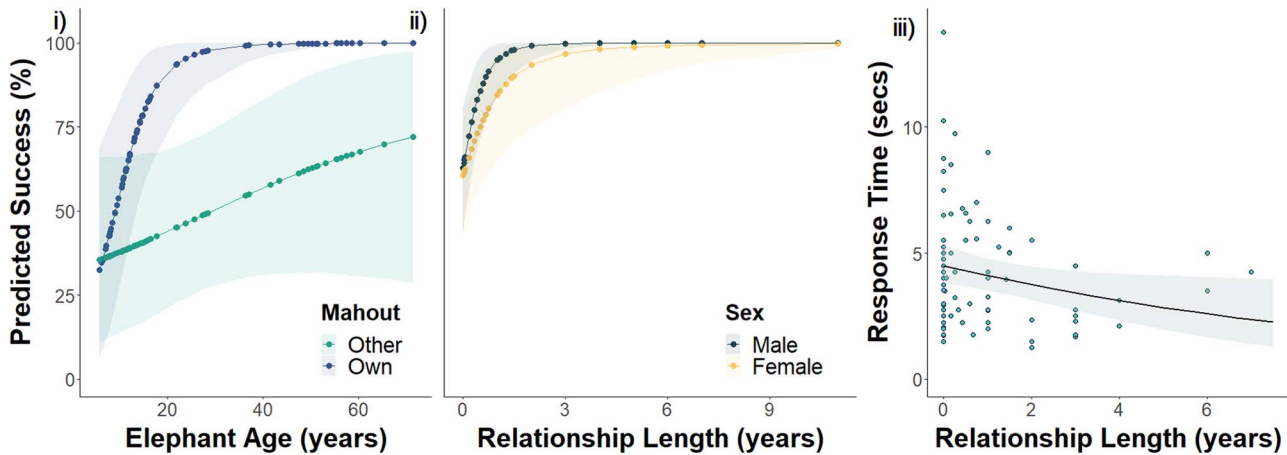 i)
Predicted Success (%)
100
75
50
25
0
Mahout
Other
Own
20
40
60
Elephant Age (years)
ii)
Sex
Male
Female
0
3
6
9
Relationship Length (years)
iii)
Response Time (secs)
10
5
0
0
2
4
6
Relationship Length (years)